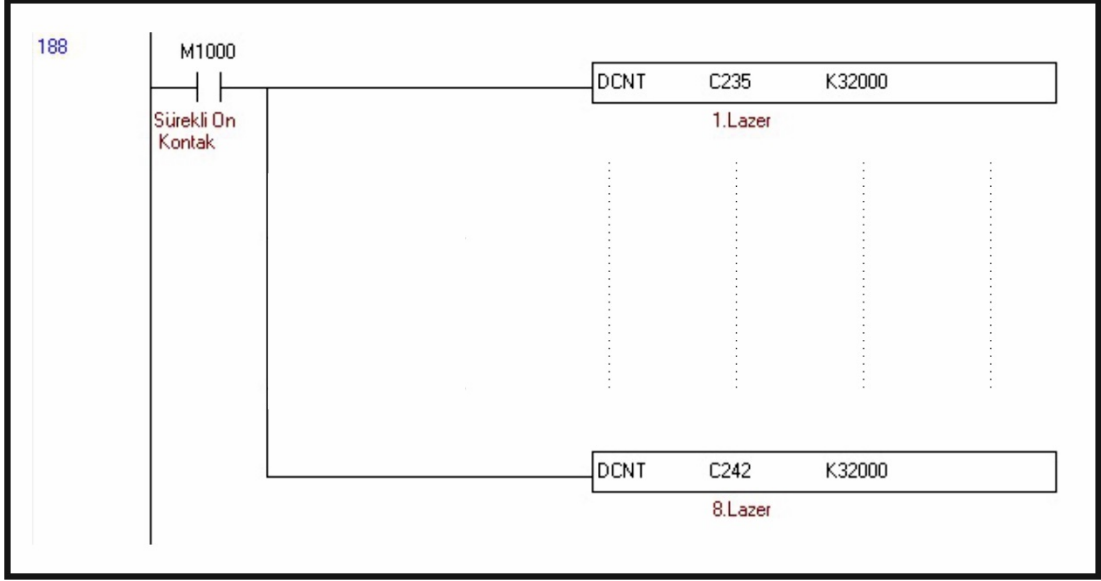 188
M1000
Sürekli On
Kontak
DCNT C235 K32000
1.Lazer
DCNT C242 K32000
8.Lazer